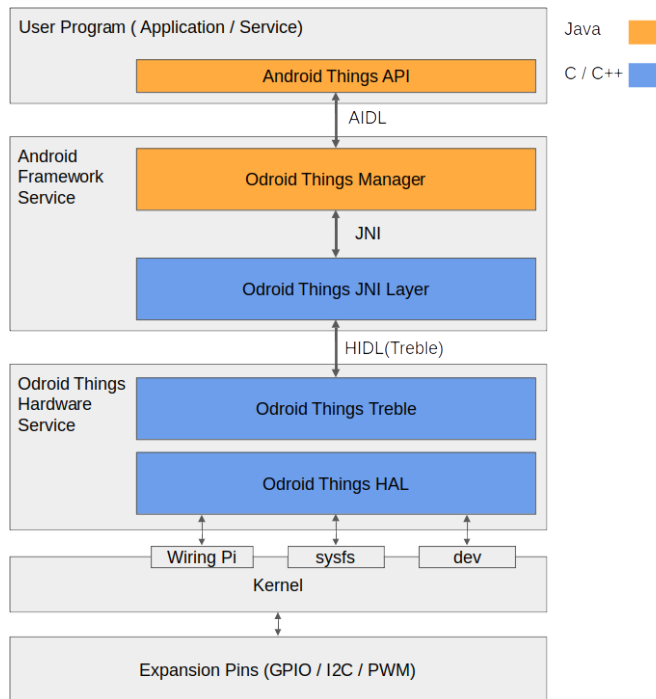 User Program ( Application / Service)
Java
Android Things API
C / C++
AIDL
Android
Framework
Service
Odroid Things Manager
JNI
Odroid Things JNI Layer
HIDL(Treble)
Odroid Things
Hardware
Service
Odroid Things Treble
Odroid Things HAL
Wiring Pi
sysfs
dev
Kernel
Expansion Pins (GPIO / I2C / PWM)